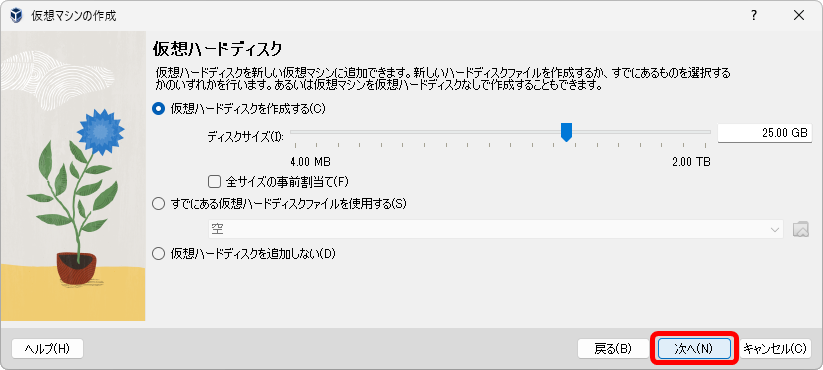 仮想マシンの作成
仮想ハードディスク
仮想ハードディスクを新しい仮想マシンに追加できます。新しいハードディスクファイルを作成するか、すでにあるものを選択する
かのいずれかを行います。あるいは仮想マシンを仮想ハードディスクなしで作成することもできます。
仮想ハードディスクを作成する(C)
ディスクサイズ(I): 25.00 GB
4.00 MB 2.00 TB
全サイズの事前割当て(F)
すでにある仮想ハードディスクファイルを使用する(S)
空
仮想ハードディスクを追加しない(D)
ヘルプ(H) 戻る(B) 次へ(N) キャンセル(C)